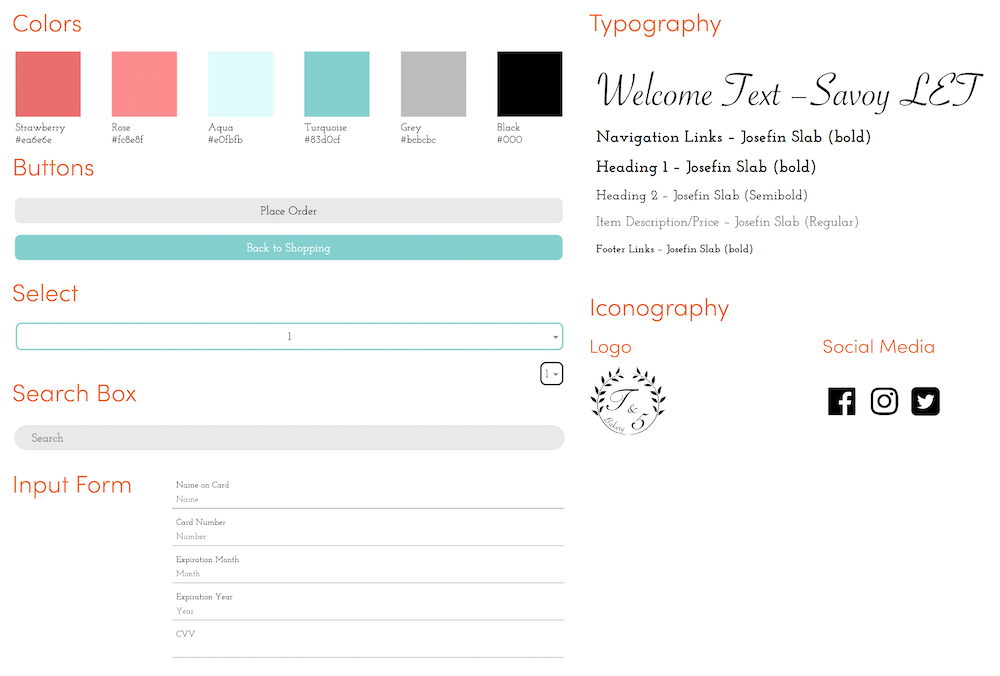 Colors
Strawberry
#ea6e6e
Rose
#fc8e8f
Aqua
#e0fbfb
Turquoise
#83d0cf
Grey
#bcbcbc
Black
#000
Buttons
Place Order
Back to Shopping
Select
1
1
Search Box
Search
Input Form
Name on Card
Name
Card Number
Number
Expiration Month
Month
Expiration Year
Year
CVV
Typography
Welcome Text –Savoy LET
Navigation Links – Josefin Slab (bold)
Heading 1 – Josefin Slab (bold)
Heading 2 – Josefin Slab (Semibold)
Item Description/Price – Josefin Slab (Regular)
Footer Links – Josefin Slab (bold)
Iconography
Logo
T & 5
Bakery
Social Media